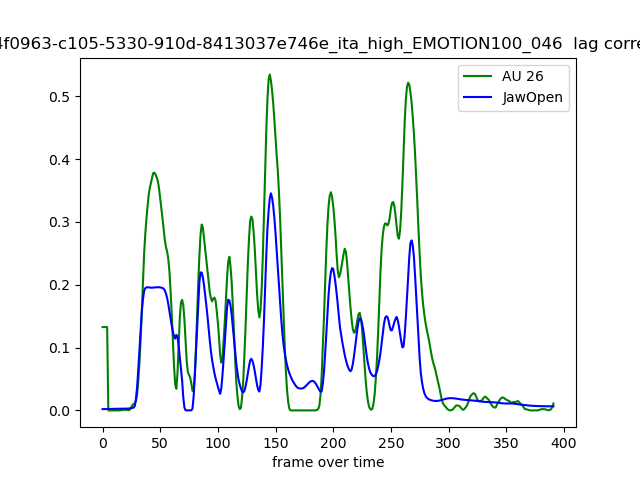 4f0963-c105-5330-910d-8413037e746e_ita_high_EMOTION100_046 lag corre
AU 26
JawOpen
0.5
0.4
0.3
0.2
0.1
0.0
0 50 100 150 200 250 300 350 400
frame over time